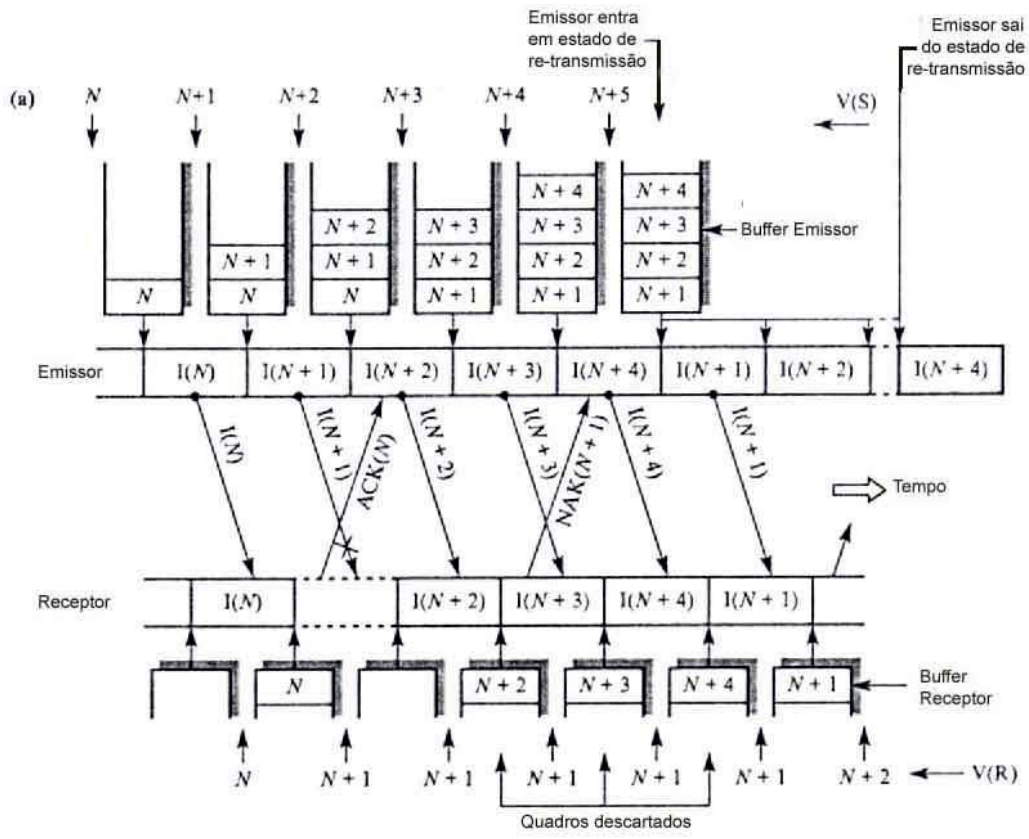 Emissor entra
em estado de
re-transmissão
Emissor sai
do estado de
re-transmissão
(a)
N N+1 N+2 N+3 N+4 N+5
V(S)
N + 4 N + 4
N + 2 N + 3 N + 3 N + 3
Buffer Emissor
N + 1 N + 1 N + 2 N + 2 N + 2
N N N N + 1 N + 1 N + 1
Emissor I(N) I(N + 1) I(N + 2) I(N + 3) I(N + 4) I(N + 1) I(N + 2) I(N + 4)
I(N) I(N + 1) ACK(N) I(N + 2) I(N + 3) NAK(N + 1) I(N + 4) I(N + 1)
Tempo
Receptor I(N) I(N + 2) I(N + 3) I(N + 4) I(N + 1)
N N + 2 N + 3 N + 4 N + 1
Buffer
Receptor
N N + 1 N + 1 N + 1 N + 1 N + 1 N + 2 V(R)
Quadros descartados